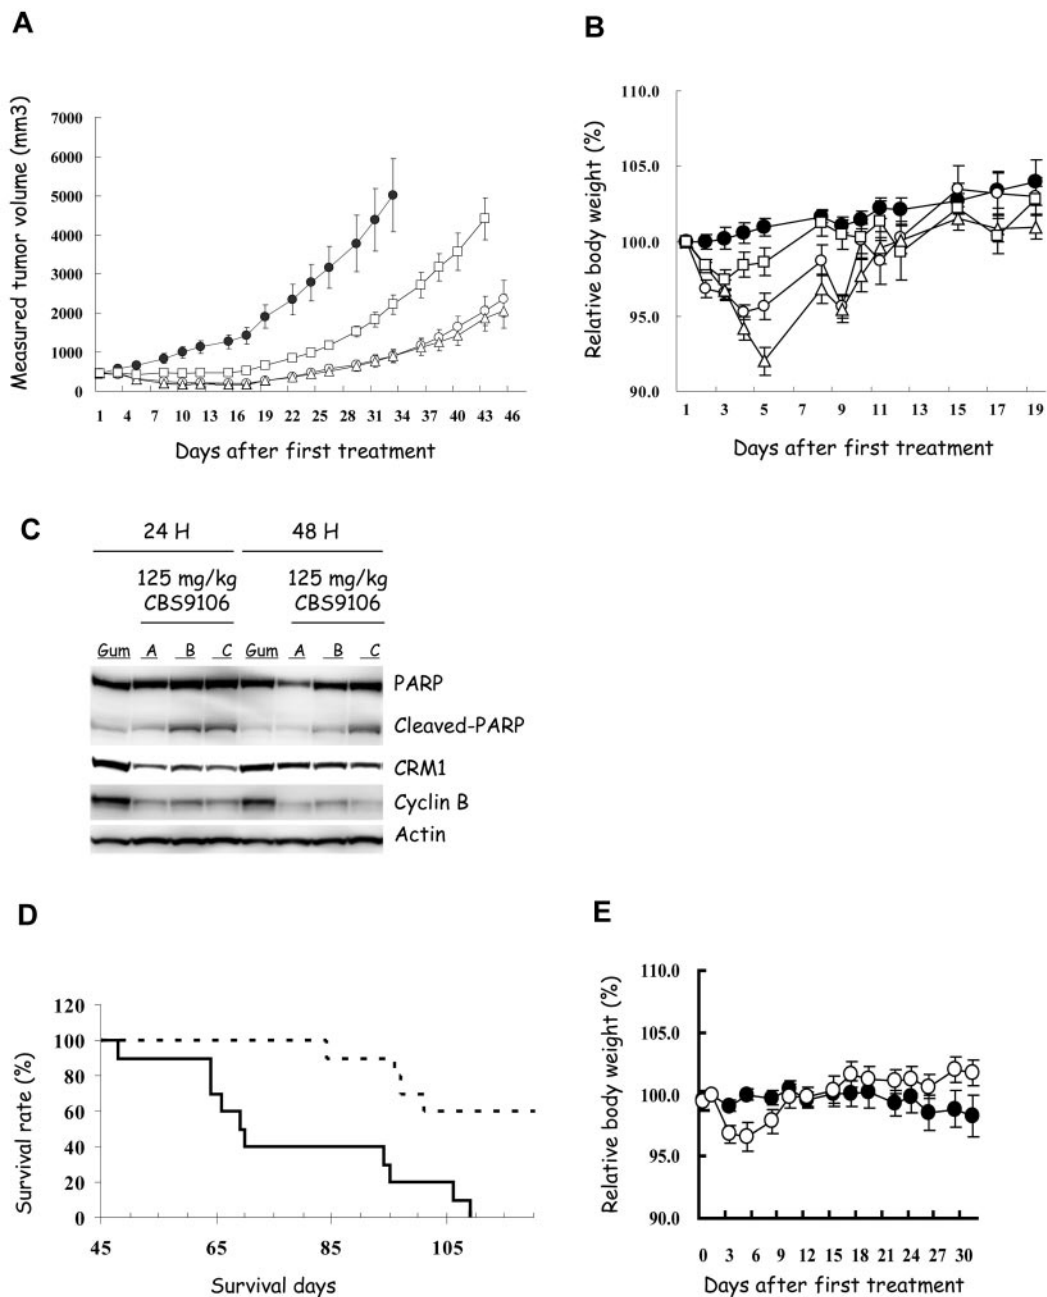 A
Measured tumor volume (mm3)
7000
6000
5000
4000
3000
2000
1000
0
1 4 7 10 13 16 19 22 25 28 31 34 37 40 43 46
Days after first treatment
B
Relative body weight (%)
110.0
105.0
100.0
95.0
90.0
1 3 5 7 9 11 13 15 17 19
Days after first treatment
C
24 H 48 H
125 mg/kg 125 mg/kg
CBS9106 CBS9106
Gum A B C Gum A B C
PARP
Cleaved-PARP
CRM1
Cyclin B
Actin
D
Survival rate (%)
120
100
80
60
40
20
0
45 65 85 105
Survival days
E
Relative body weight (%)
110.0
105.0
100.0
95.0
90.0
0 3 6 9 12 15 18 21 24 27 30
Days after first treatment